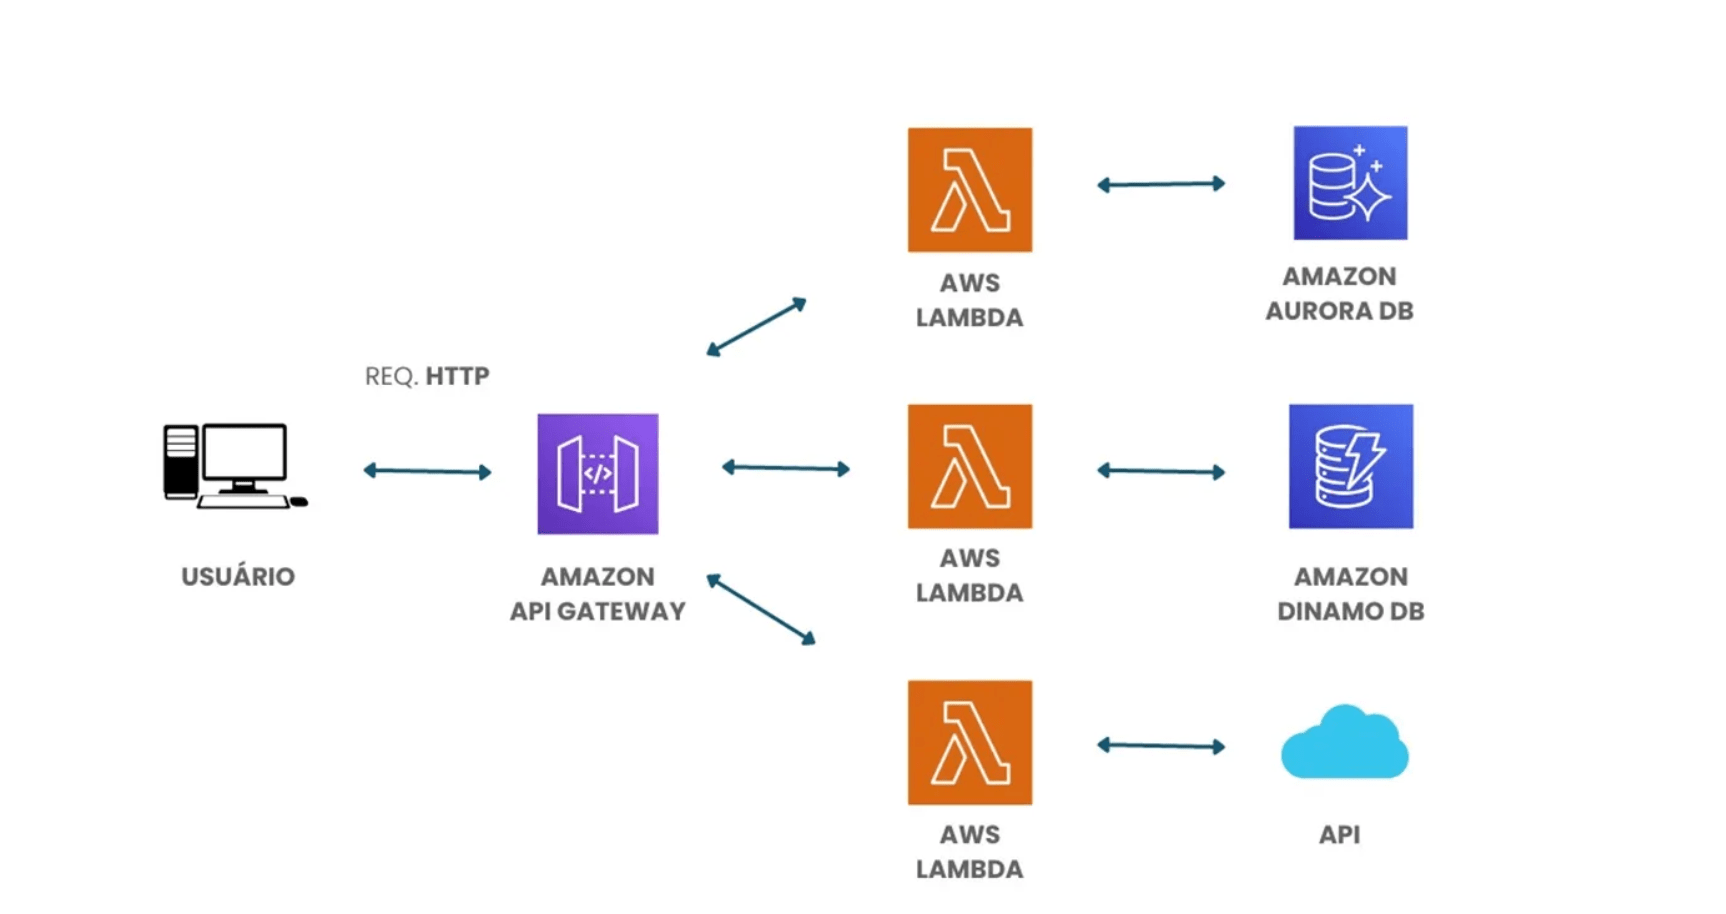 AWS
LAMBDA
AMAZON
AURORA DB
REQ. HTTP
USUÁRIO
AMAZON
API GATEWAY
AWS
LAMBDA
AMAZON
DINAMO DB
AWS
LAMBDA
API